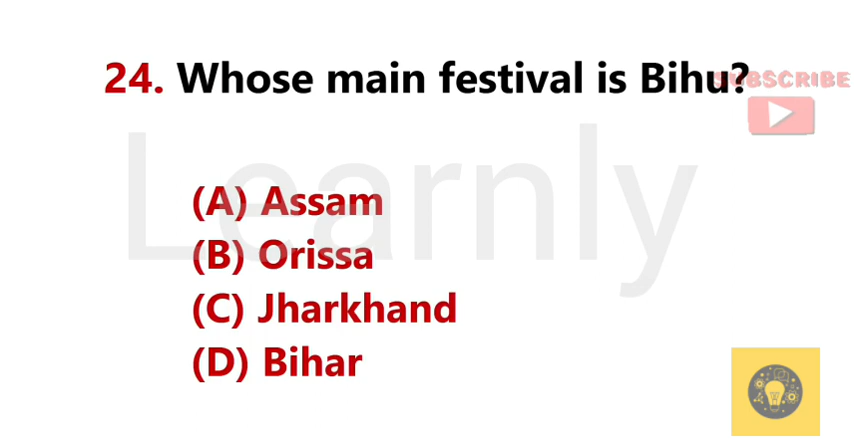 24. Whose main festival is Bihu?
SUBSCRIBE
Learnly
(A) Assam
(B) Orissa
(C) Jharkhand
(D) Bihar